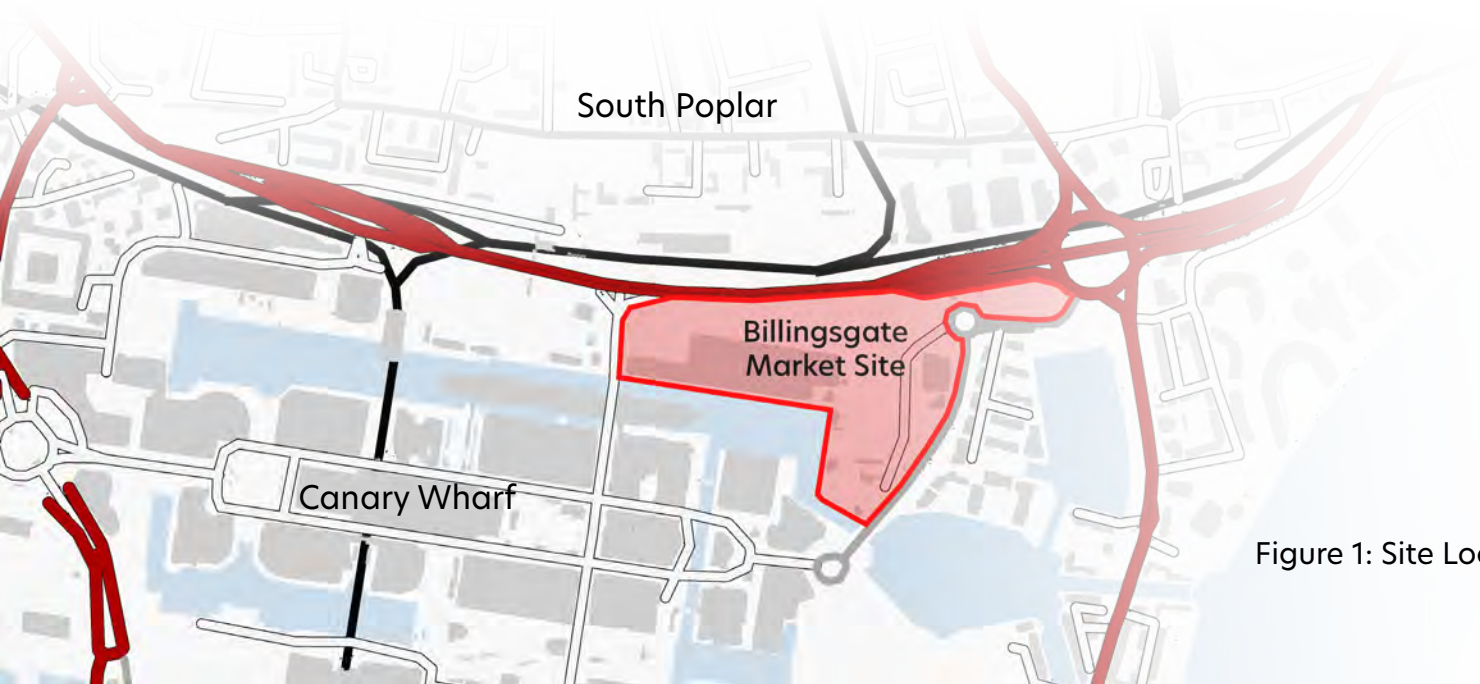 South Poplar
Billingsgate
Market Site
Canary Wharf
Figure 1: Site Lo